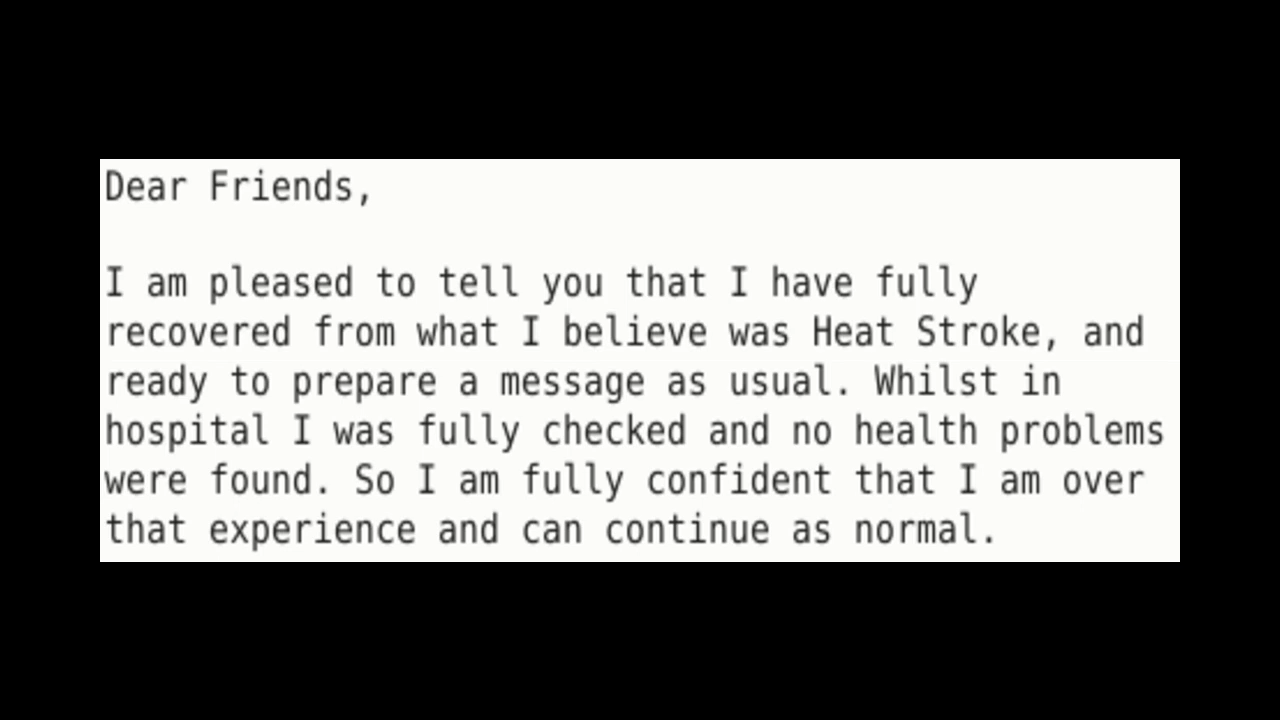 Dear Friends,
I am pleased to tell you that I have fully
recovered from what I believe was Heat Stroke, and
ready to prepare a message as usual. Whilst in
hospital I was fully checked and no health problems
were found. So I am fully confident that I am over
that experience and can continue as normal.